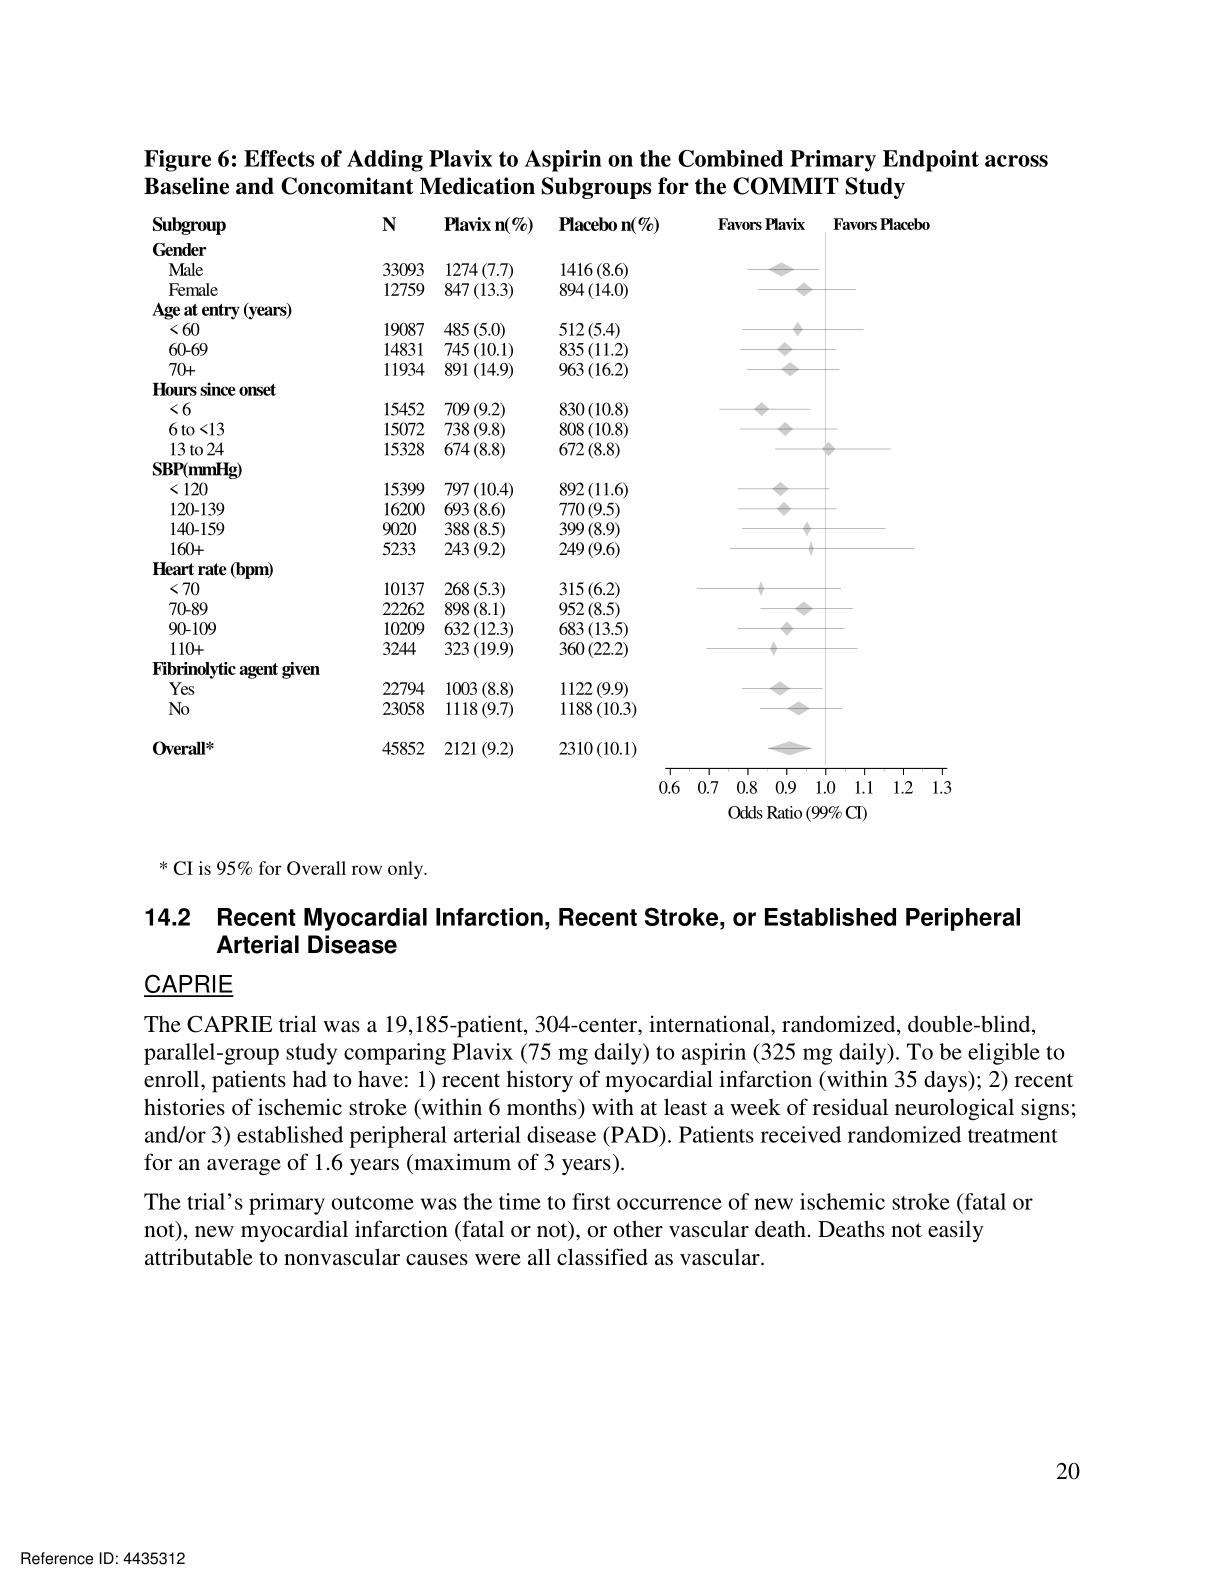 Figure 6: Effects of Adding Plavix to Aspirin on the Combined Primary Endpoint across
Baseline and Concomitant Medication Subgroups for the COMMIT Study
Subgroup N Plavix n(%) Placebo n(%) Favors Plavix Favors Placebo
Gender
Male 33093 1274 (7.7) 1416 (8.6)
Female 12759 847 (13.3) 894 (14.0)
Age at entry (years)
< 60 19087 485 (5.0) 512 (5.4)
60-69 14831 745 (10.1) 835 (11.2)
70+ 11934 891 (14.9) 963 (16.2)
Hours since onset
< 6 15452 709 (9.2) 830 (10.8)
6 to <13 15072 738 (9.8) 808 (10.8)
13 to 24 15328 674 (8.8) 672 (8.8)
SBP(mmHg)
< 120 15399 797 (10.4) 892 (11.6)
120-139 16200 693 (8.6) 770 (9.5)
140-159 9020 388 (8.5) 399 (8.9)
160+ 5233 243 (9.2) 249 (9.6)
Heart rate (bpm)
< 70 10137 268 (5.3) 315 (6.2)
70-89 22262 898 (8.1) 952 (8.5)
90-109 10209 632 (12.3) 683 (13.5)
110+ 3244 323 (19.9) 360 (22.2)
Fibrinolytic agent given
Yes 22794 1003 (8.8) 1122 (9.9)
No 23058 1118 (9.7) 1188 (10.3)
Overall* 45852 2121 (9.2) 2310 (10.1)
0.6 0.7 0.8 0.9 1.0 1.1 1.2 1.3
Odds Ratio (99% CI)
* CI is 95% for Overall row only.
14.2 Recent Myocardial Infarction, Recent Stroke, or Established Peripheral
Arterial Disease
CAPRIE
The CAPRIE trial was a 19,185-patient, 304-center, international, randomized, double-blind,
parallel-group study comparing Plavix (75 mg daily) to aspirin (325 mg daily). To be eligible to
enroll, patients had to have: 1) recent history of myocardial infarction (within 35 days); 2) recent
histories of ischemic stroke (within 6 months) with at least a week of residual neurological signs;
and/or 3) established peripheral arterial disease (PAD). Patients received randomized treatment
for an average of 1.6 years (maximum of 3 years).
The trial’s primary outcome was the time to first occurrence of new ischemic stroke (fatal or
not), new myocardial infarction (fatal or not), or other vascular death. Deaths not easily
attributable to nonvascular causes were all classified as vascular.
20
Reference ID: 4435312